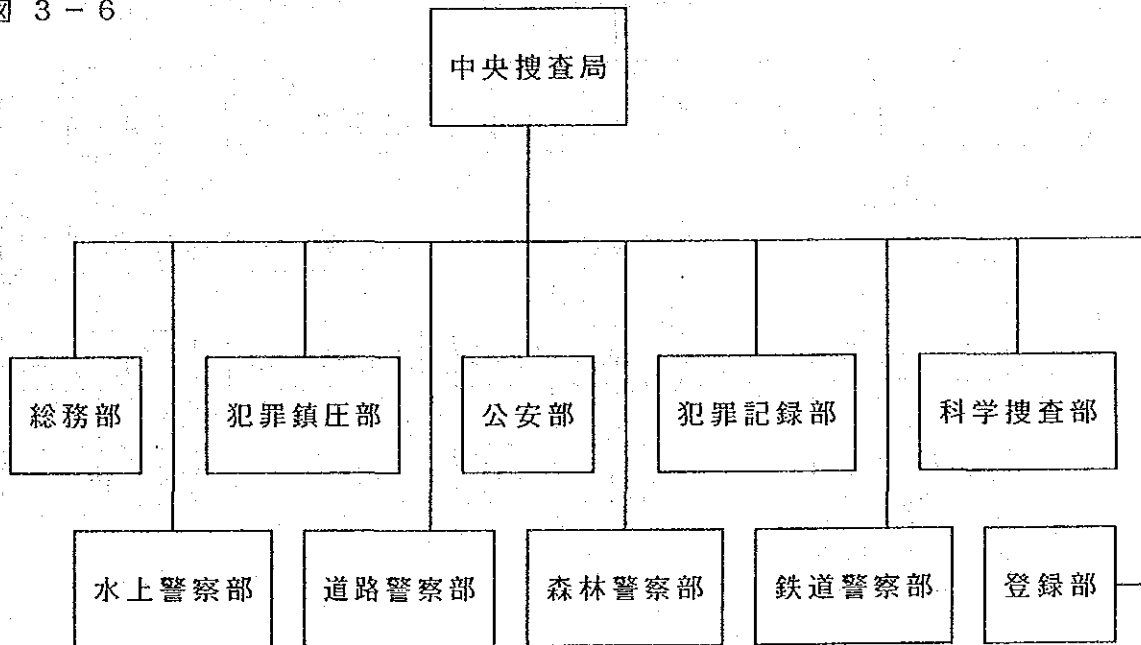 図 3-6
中央捜査局
総務部
犯罪鎮圧部
公安部
犯罪記録部
科学捜査部
水上警察部
道路警察部
森林警察部
鉄道警察部
登録部